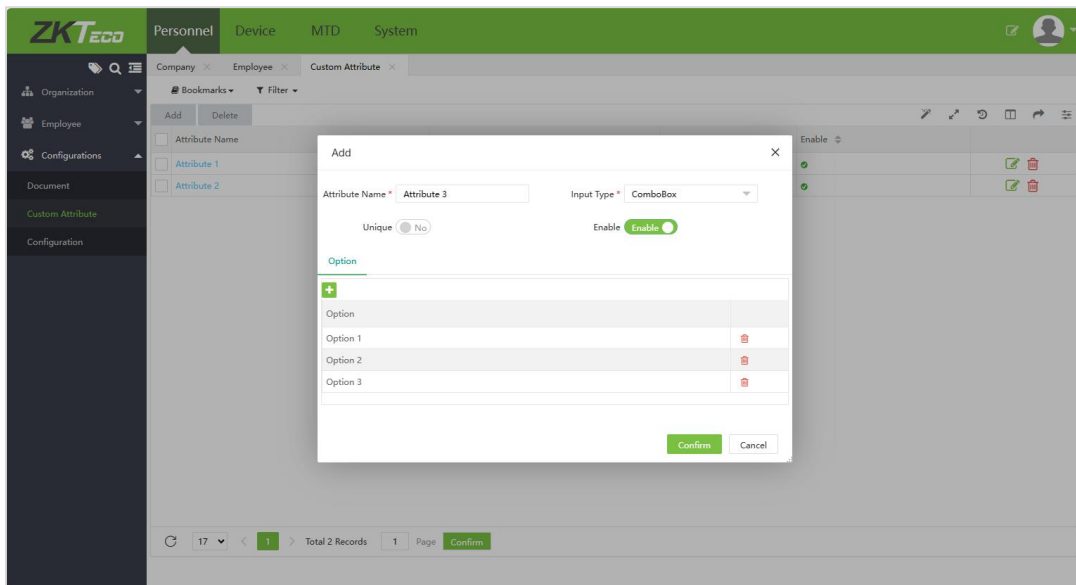 ZKTeco Personnel Device MTD System
Company Employee Custom Attribute
Organization
Employee
Configurations
Document
Custom Attribute
Configuration
Bookmarks Filter
Add Delete
Attribute Name Enable
Attribute 1
Attribute 2
Add
Attribute Name * Attribute 3 Input Type * ComboBox
Unique No Enable Enable
Option
Option
Option 1
Option 2
Option 3
Confirm Cancel
17 1 Total 2 Records 1 Page Confirm